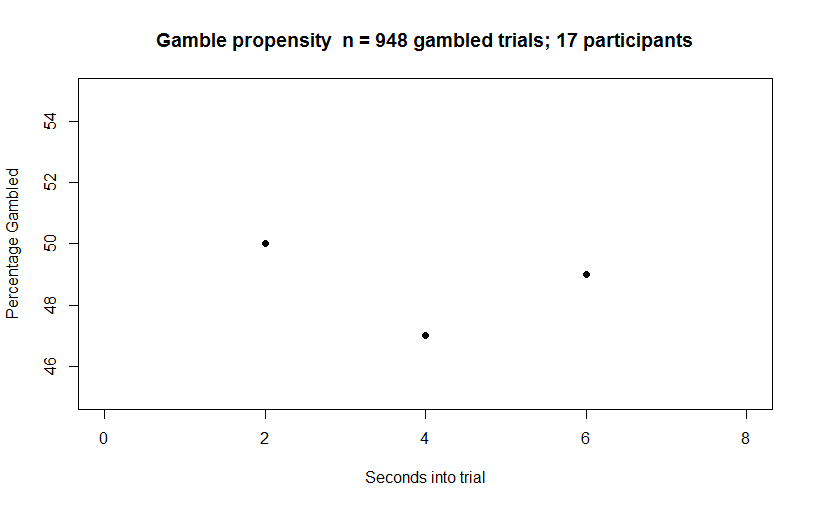 Gamble propensity  n = 948 gambled trials; 17 participants
Percentage Gambled
54
52
50
48
46
0 2 4 6 8
Seconds into trial